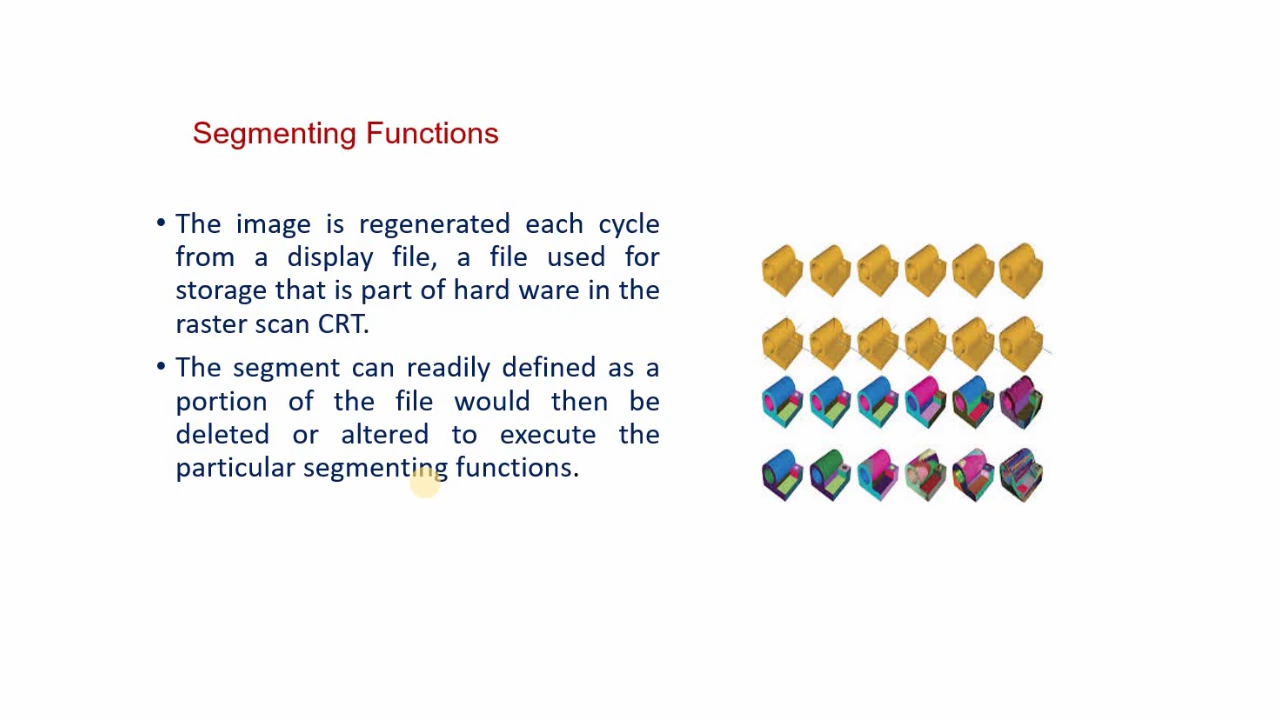 Segmenting Functions
• The image is regenerated each cycle
from a display file, a file used for
storage that is part of hard ware in the
raster scan CRT.
• The segment can readily defined as a
portion of the file would then be
deleted or altered to execute the
particular segmenting functions.